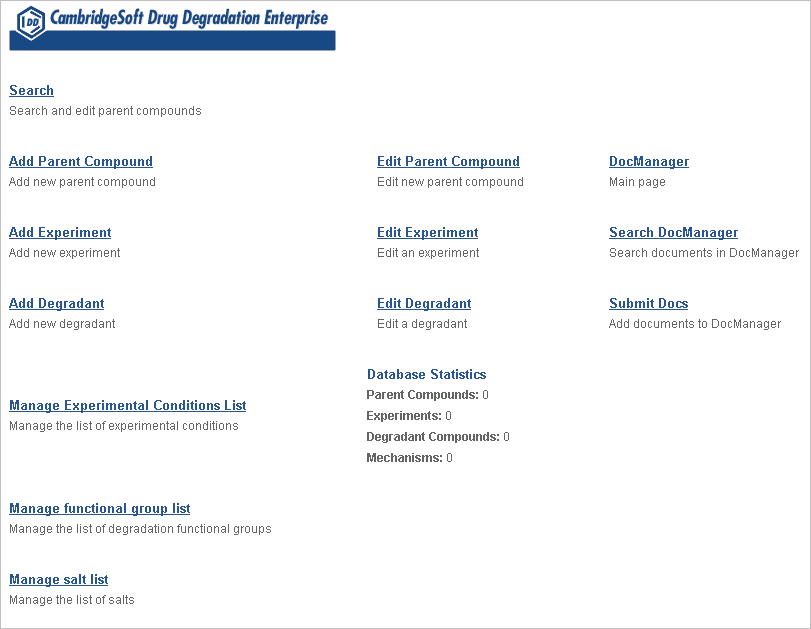 DD
CambridgeSoft Drug Degradation Enterprise
Search
Search and edit parent compounds
Add Parent Compound
Add new parent compound
Edit Parent Compound
Edit new parent compound
DocManager
Main page
Add Experiment
Add new experiment
Edit Experiment
Edit an experiment
Search DocManager
Search documents in DocManager
Add Degradant
Add new degradant
Edit Degradant
Edit a degradant
Submit Docs
Add documents to DocManager
Database Statistics
Parent Compounds: 0
Experiments: 0
Degradant Compounds: 0
Mechanisms: 0
Manage Experimental Conditions List
Manage the list of experimental conditions
Manage functional group list
Manage the list of degradation functional groups
Manage salt list
Manage the list of salts